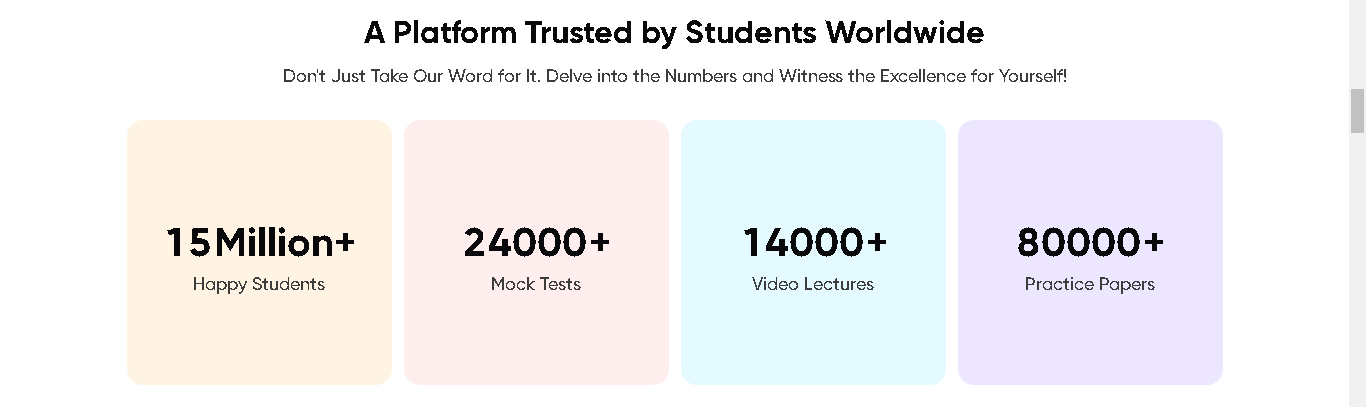 A Platform Trusted by Students Worldwide
Don't Just Take Our Word for It. Delve into the Numbers and Witness the Excellence for Yourself!
15Million+
Happy Students
24000+
Mock Tests
14000+
Video Lectures
80000+
Practice Papers